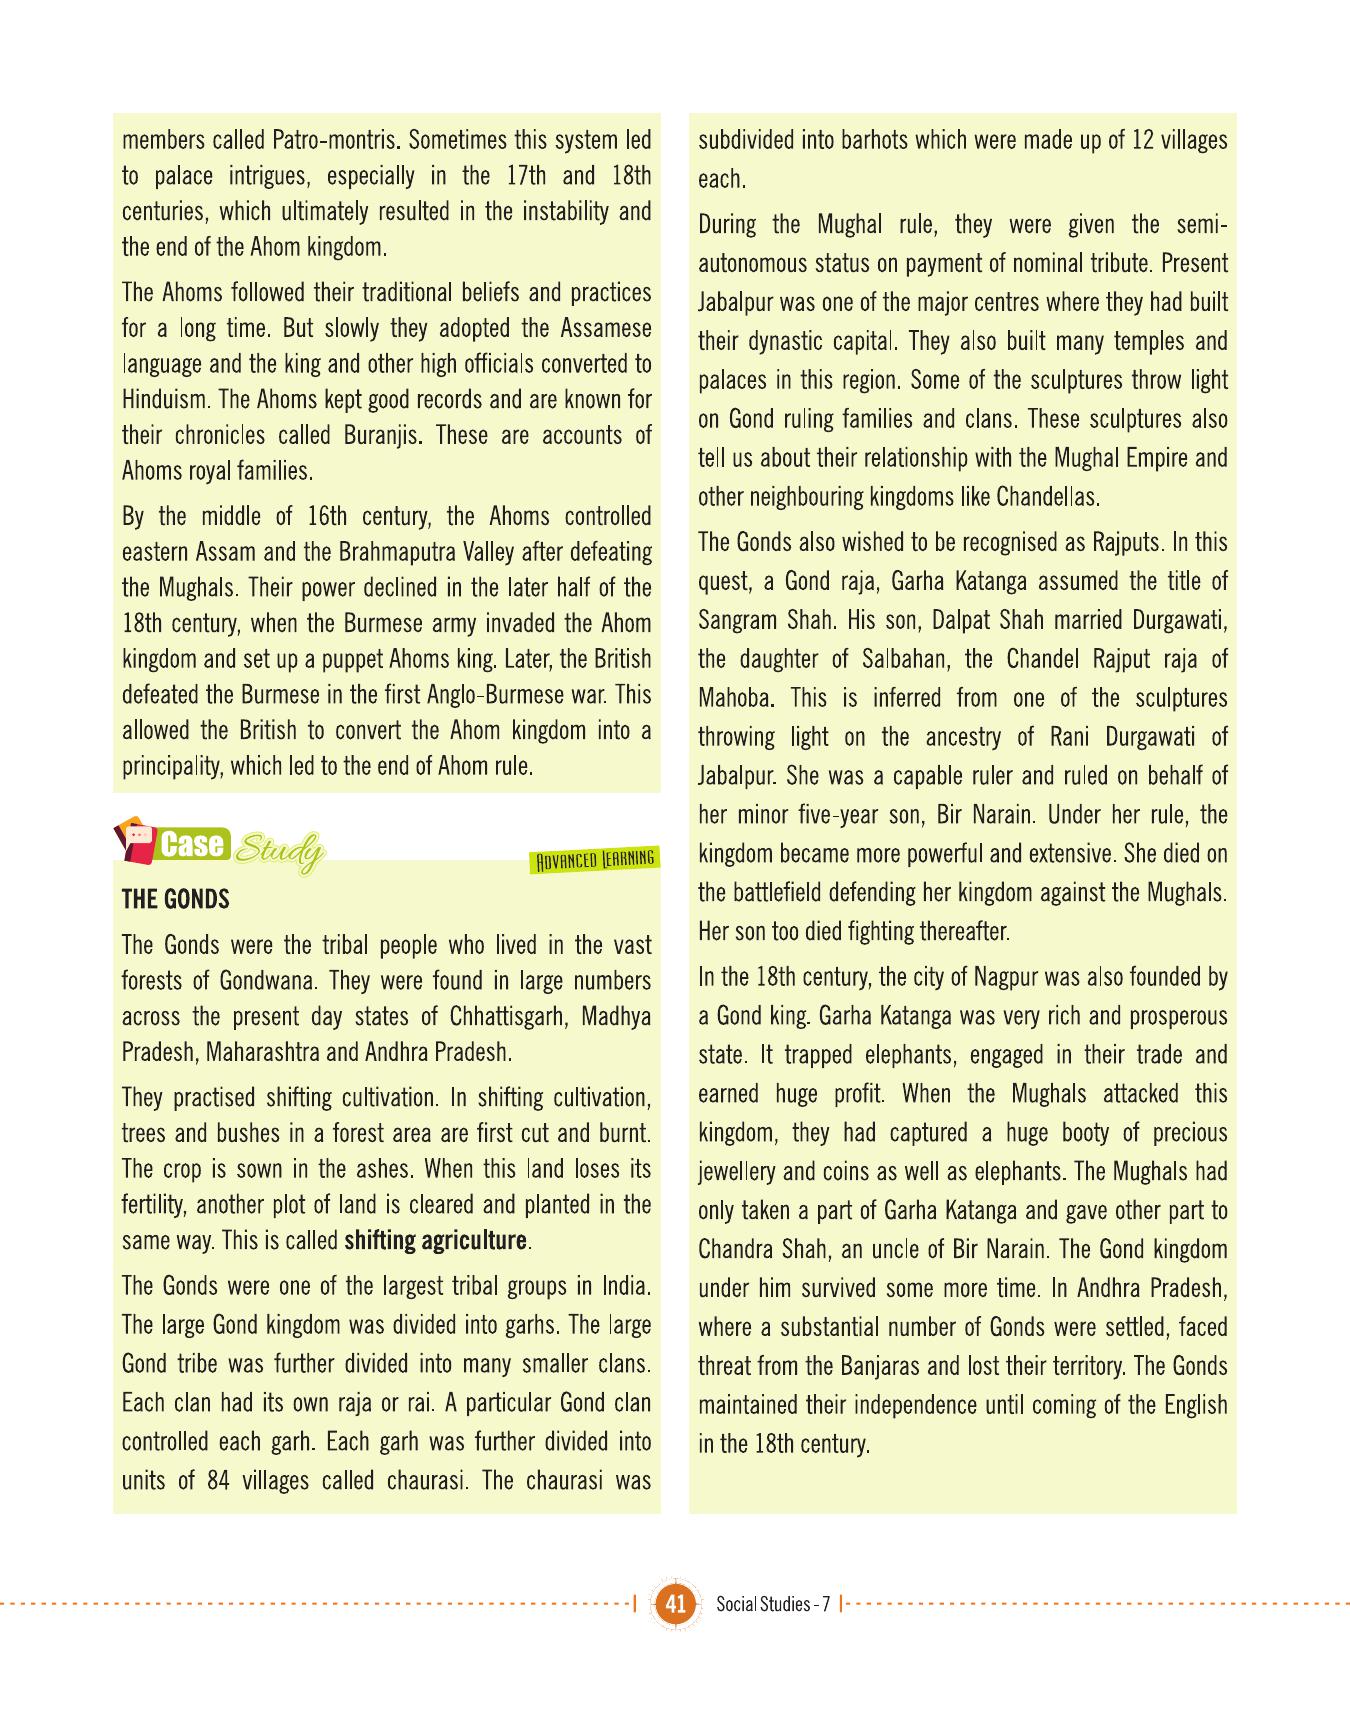 members called Patro-montris. Sometimes this system led
to palace intrigues, especially in the 17th and 18th
centuries, which ultimately resulted in the instability and
the end of the Ahom kingdom.
The Ahoms followed their traditional beliefs and practices
for a long time. But slowly they adopted the Assamese
language and the king and other high officials converted to
Hinduism. The Ahoms kept good records and are known for
their chronicles called Buranjis. These are accounts of
Ahoms royal families.
By the middle of 16th century, the Ahoms controlled
eastern Assam and the Brahmaputra Valley after defeating
the Mughals. Their power declined in the later half of the
18th century, when the Burmese army invaded the Ahom
kingdom and set up a puppet Ahoms king. Later, the British
defeated the Burmese in the first Anglo-Burmese war. This
allowed the British to convert the Ahom kingdom into a
principality, which led to the end of Ahom rule.
Case Study
ADVANCED LEARNING
THE GONDS
The Gonds were the tribal people who lived in the vast
forests of Gondwana. They were found in large numbers
across the present day states of Chhattisgarh, Madhya
Pradesh, Maharashtra and Andhra Pradesh.
They practised shifting cultivation. In shifting cultivation,
trees and bushes in a forest area are first cut and burnt.
The crop is sown in the ashes. When this land loses its
fertility, another plot of land is cleared and planted in the
same way. This is called shifting agriculture.
The Gonds were one of the largest tribal groups in India.
The large Gond kingdom was divided into garhs. The large
Gond tribe was further divided into many smaller clans.
Each clan had its own raja or rai. A particular Gond clan
controlled each garh. Each garh was further divided into
units of 84 villages called chaurasi. The chaurasi was
subdivided into barhots which were made up of 12 villages
each.
During the Mughal rule, they were given the semi-
autonomous status on payment of nominal tribute. Present
Jabalpur was one of the major centres where they had built
their dynastic capital. They also built many temples and
palaces in this region. Some of the sculptures throw light
on Gond ruling families and clans. These sculptures also
tell us about their relationship with the Mughal Empire and
other neighbouring kingdoms like Chandellas.
The Gonds also wished to be recognised as Rajputs. In this
quest, a Gond raja, Garha Katanga assumed the title of
Sangram Shah. His son, Dalpat Shah married Durgawati,
the daughter of Salbahan, the Chandel Rajput raja of
Mahoba. This is inferred from one of the sculptures
throwing light on the ancestry of Rani Durgawati of
Jabalpur. She was a capable ruler and ruled on behalf of
her minor five-year son, Bir Narain. Under her rule, the
kingdom became more powerful and extensive. She died on
the battlefield defending her kingdom against the Mughals.
Her son too died fighting thereafter.
In the 18th century, the city of Nagpur was also founded by
a Gond king. Garha Katanga was very rich and prosperous
state. It trapped elephants, engaged in their trade and
earned huge profit. When the Mughals attacked this
kingdom, they had captured a huge booty of precious
jewellery and coins as well as elephants. The Mughals had
only taken a part of Garha Katanga and gave other part to
Chandra Shah, an uncle of Bir Narain. The Gond kingdom
under him survived some more time. In Andhra Pradesh,
where a substantial number of Gonds were settled, faced
threat from the Banjaras and lost their territory. The Gonds
maintained their independence until coming of the English
in the 18th century.
41 Social Studies - 7